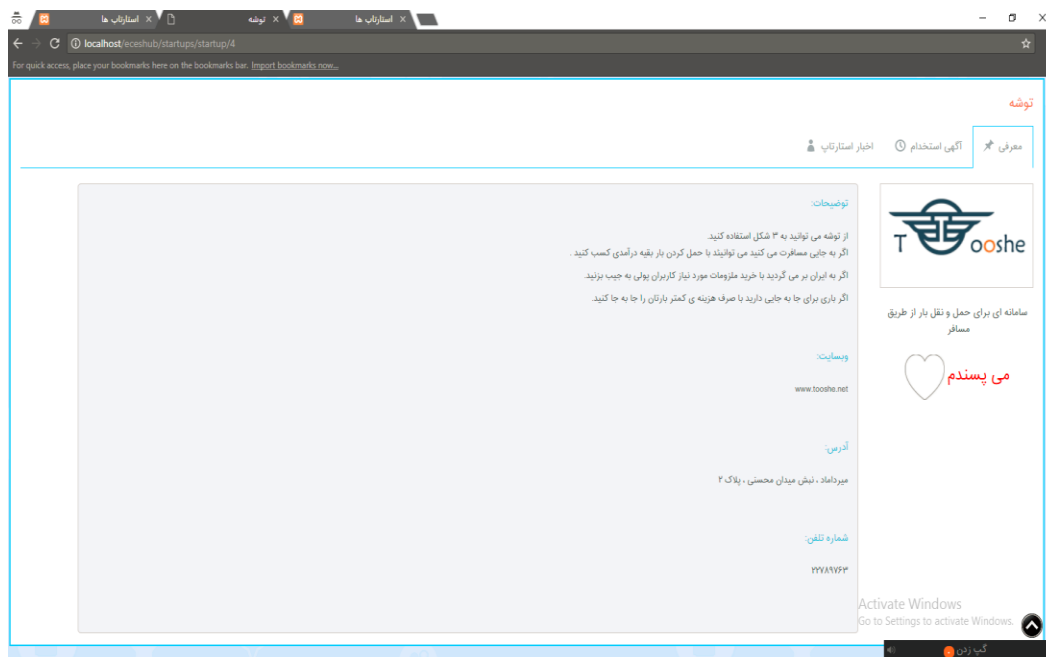 استارتاپ ها
توشه
استارتاپ ها
localhost/eceshub/startups/startup/4
For quick access, place your bookmarks here on the bookmarks bar. Import bookmarks now...
توشه
معرفی
آگهی استخدام
اخبار استارتاپ
Tooshe
سامانه ای برای حمل و نقل بار از طریق
مسافر
می پسندم
توضیحات:
از توشه می توانید به ۳ شکل استفاده کنید.
اگر به جایی مسافرت می کنید می توانیتد با حمل کردن بار بقیه درآمدی کسب کنید .
اگر به ایران بر می گردید با خرید ملزومات مورد نیاز کاربران پولی به جیب بزنید.
اگر باری برای جا به جایی دارید با صرف هزینه ی کمتر بارتان را جا به جا کنید.
وبسایت:
www.tooshe.net
آدرس:
میرداماد ، نبش میدان محسنی ، پلاک ۲
شماره تلفن:
۲۲۷۸۹۷۶۳
Activate Windows
Go to Settings to activate Windows.
گپ زدن